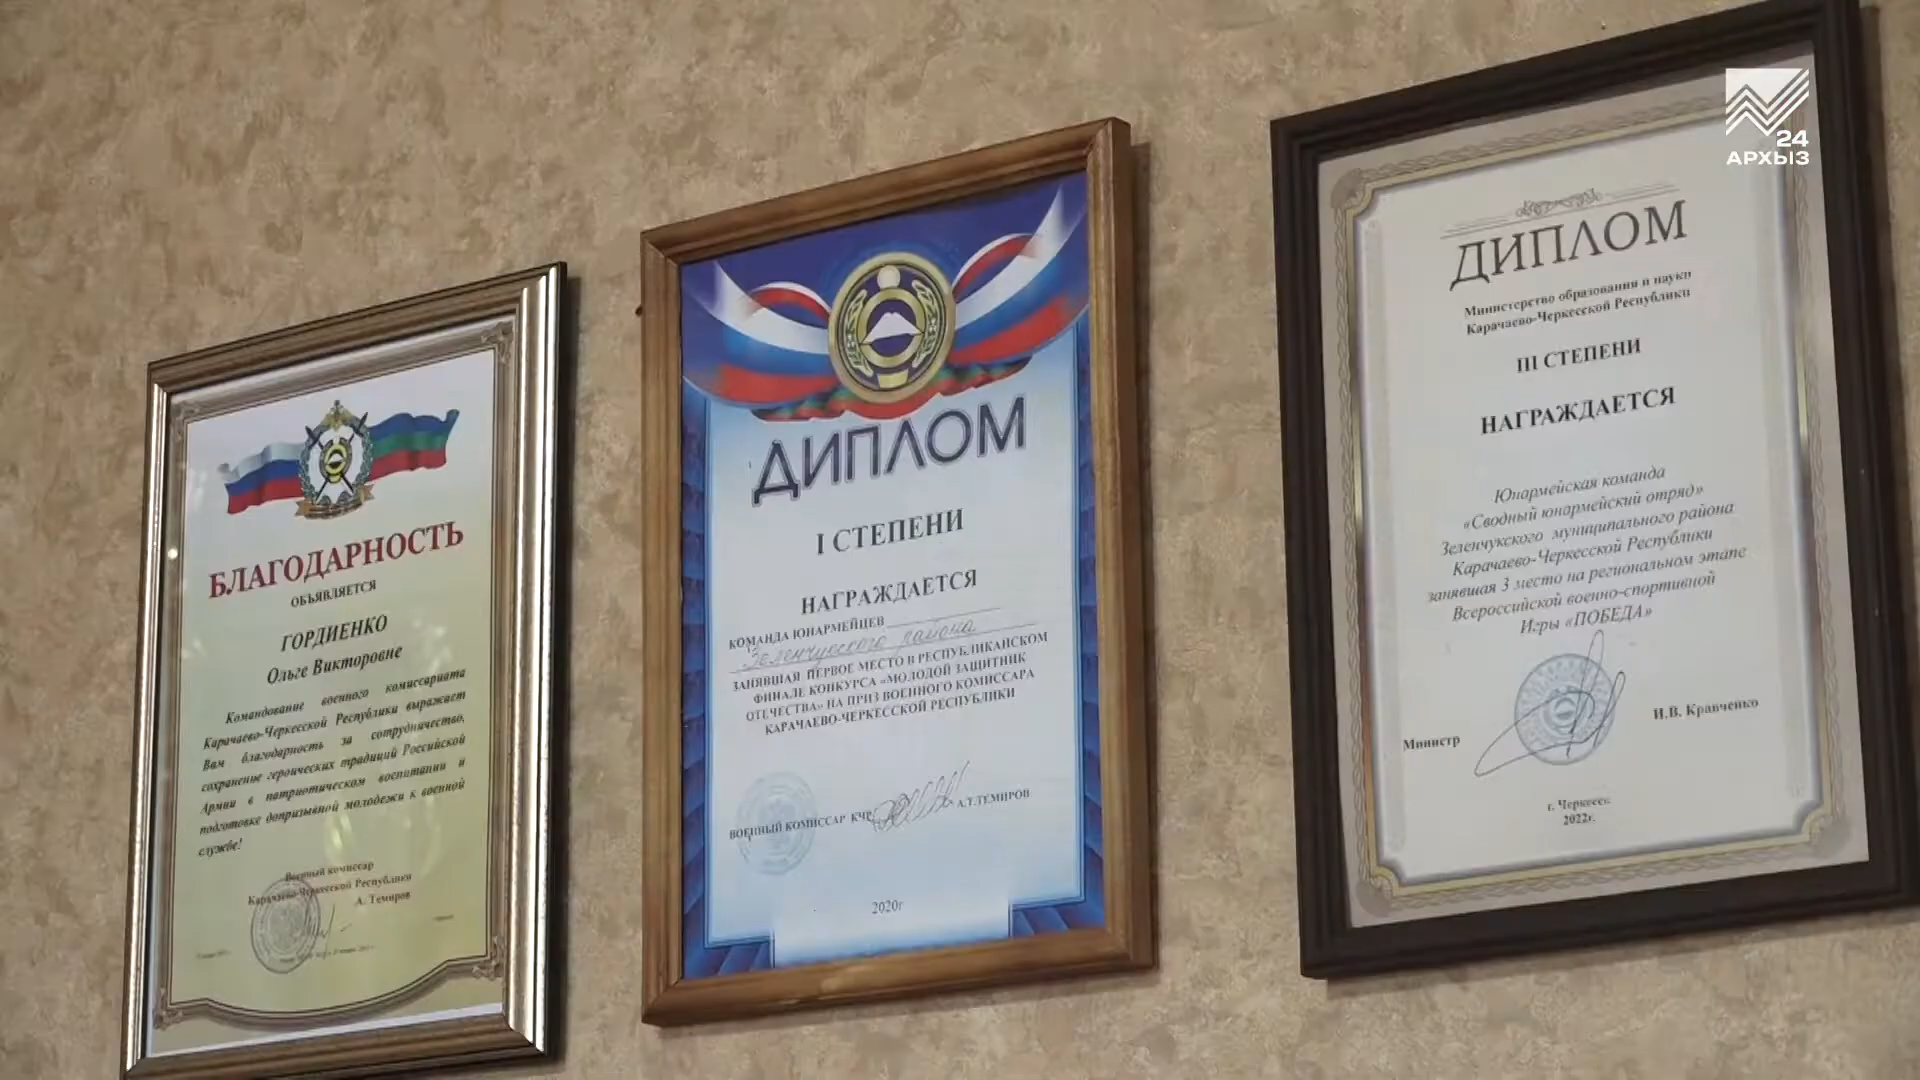 БЛАГОДАРНОСТЬ
ОБЪЯВЛЯЕТСЯ
ГОРДИЕНКО
Ольге Викторовне
Командование военного комиссариата
Карачаево-Черкесской Республики выражает
Вам благодарность за сотрудничество,
сохранение героических традиций Российской
Армии в патриотическом воспитании и
подготовке допризывной молодежи к военной
службе!
Военный комиссар
Карачаево-Черкесской Республики
А. Темиров
ДИПЛОМ
I СТЕПЕНИ
НАГРАЖДАЕТСЯ
КОМАНДА ЮНАРМЕЙЦЕВ
Зеленчукского района
ЗАНЯВШАЯ ПЕРВОЕ МЕСТО В РЕСПУБЛИКАНСКОМ
ФИНАЛЕ КОНКУРСА «МОЛОДОЙ ЗАЩИТНИК
ОТЕЧЕСТВА» НА ПРИЗ ВОЕННОГО КОМИССАРА
КАРАЧАЕВО-ЧЕРКЕССКОЙ РЕСПУБЛИКИ
ВОЕННЫЙ КОМИССАР КЧР А.Т.ТЕМИРОВ
2020г
ДИПЛОМ
Министерство образования и науки
Карачаево-Черкесской Республики
III СТЕПЕНИ
НАГРАЖДАЕТСЯ
Юнармейская команда
«Сводный юнармейский отряд»
Зеленчукского муниципального района
Карачаево-Черкесской Республики
занявшая 3 место на региональном этапе
Всероссийской военно-спортивной
Игры «ПОБЕДА»
Министр И.В. Кравченко
г. Черкесск
2022г.
24
АРХЫЗ